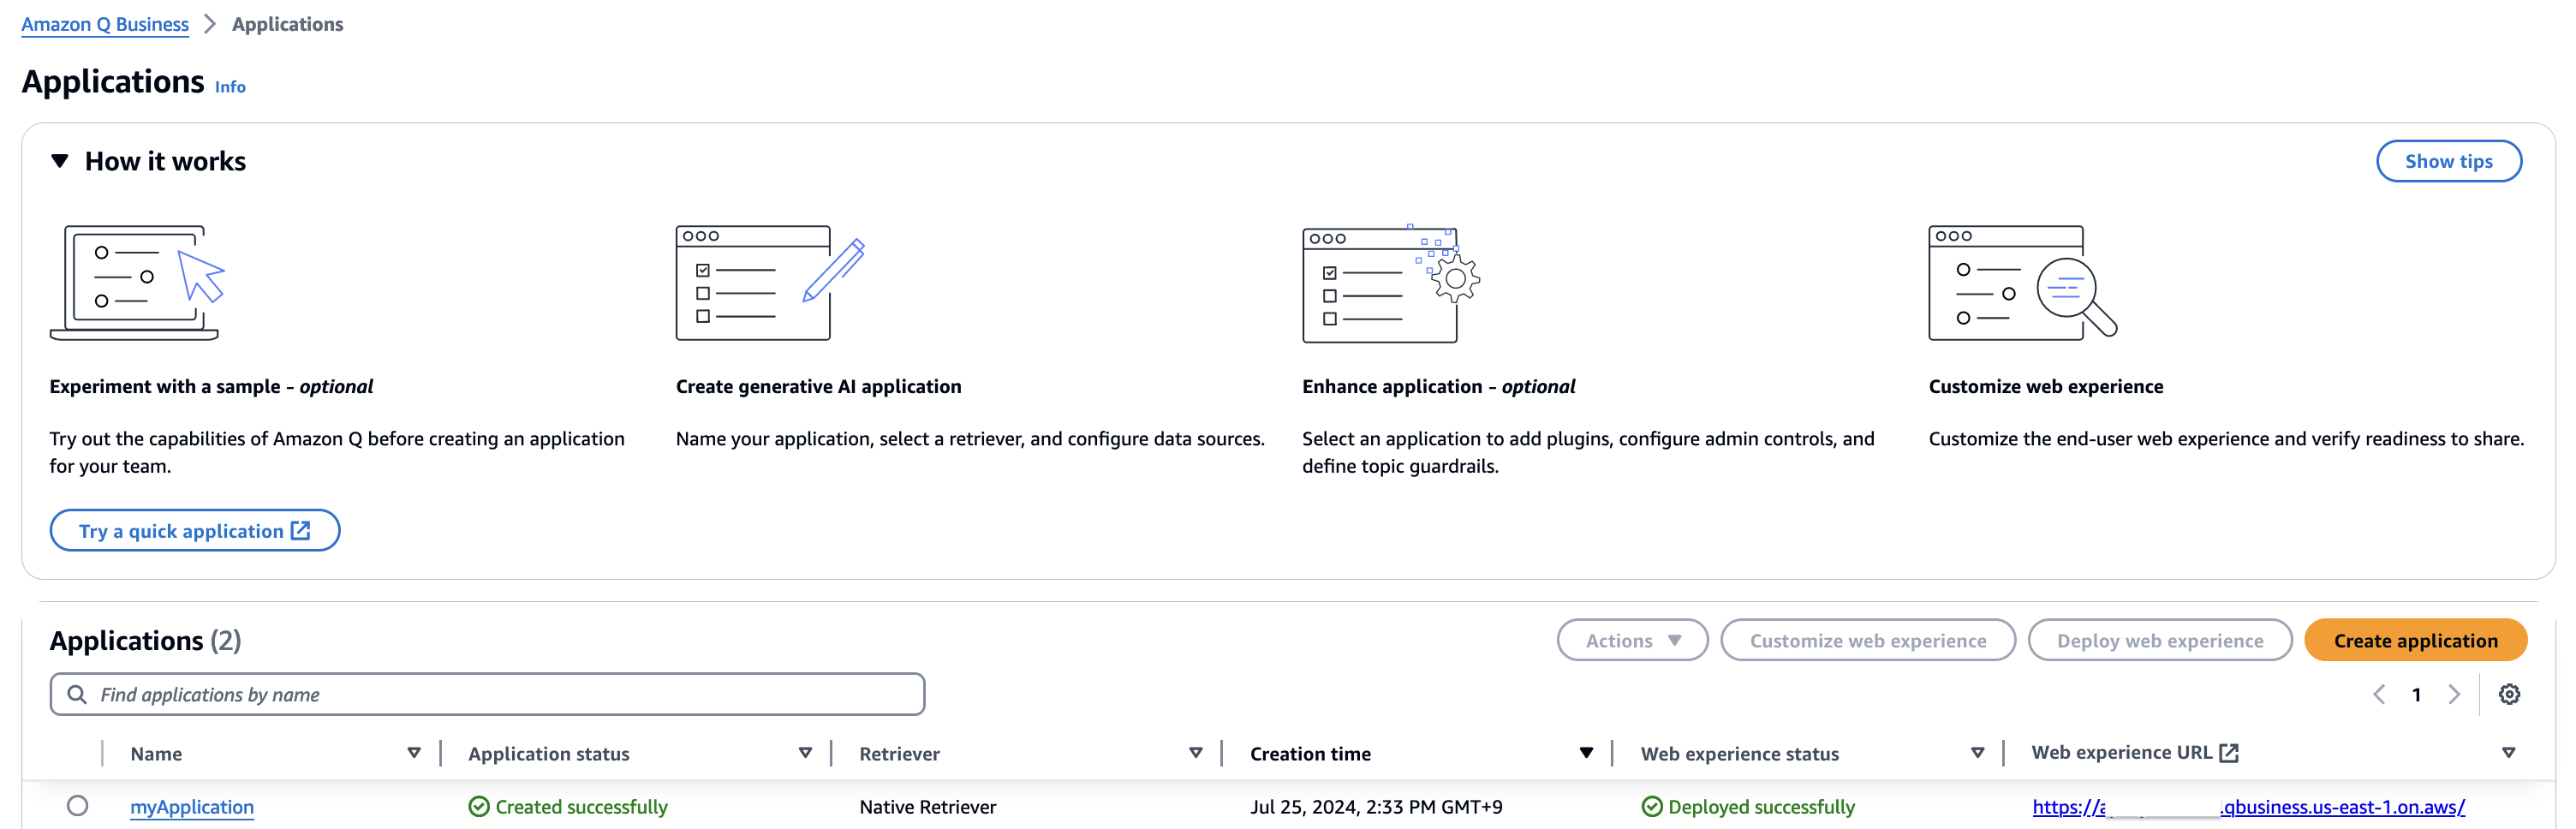 Amazon Q Business > Applications
Applications Info
How it works
Show tips
Experiment with a sample – optional
Try out the capabilities of Amazon Q before creating an application
for your team.
Try a quick application
Create generative AI application
Name your application, select a retriever, and configure data sources.
Enhance application – optional
Select an application to add plugins, configure admin controls, and
define topic guardrails.
Customize web experience
Customize the end-user web experience and verify readiness to share.
Applications (2)
Actions Customize web experience Deploy web experience Create application
Find applications by name
1
Name Application status Retriever Creation time Web experience status Web experience URL
myApplication Created successfully Native Retriever Jul 25, 2024, 2:33 PM GMT+9 Deployed successfully https:// .qbusiness.us-east-1.on.aws/